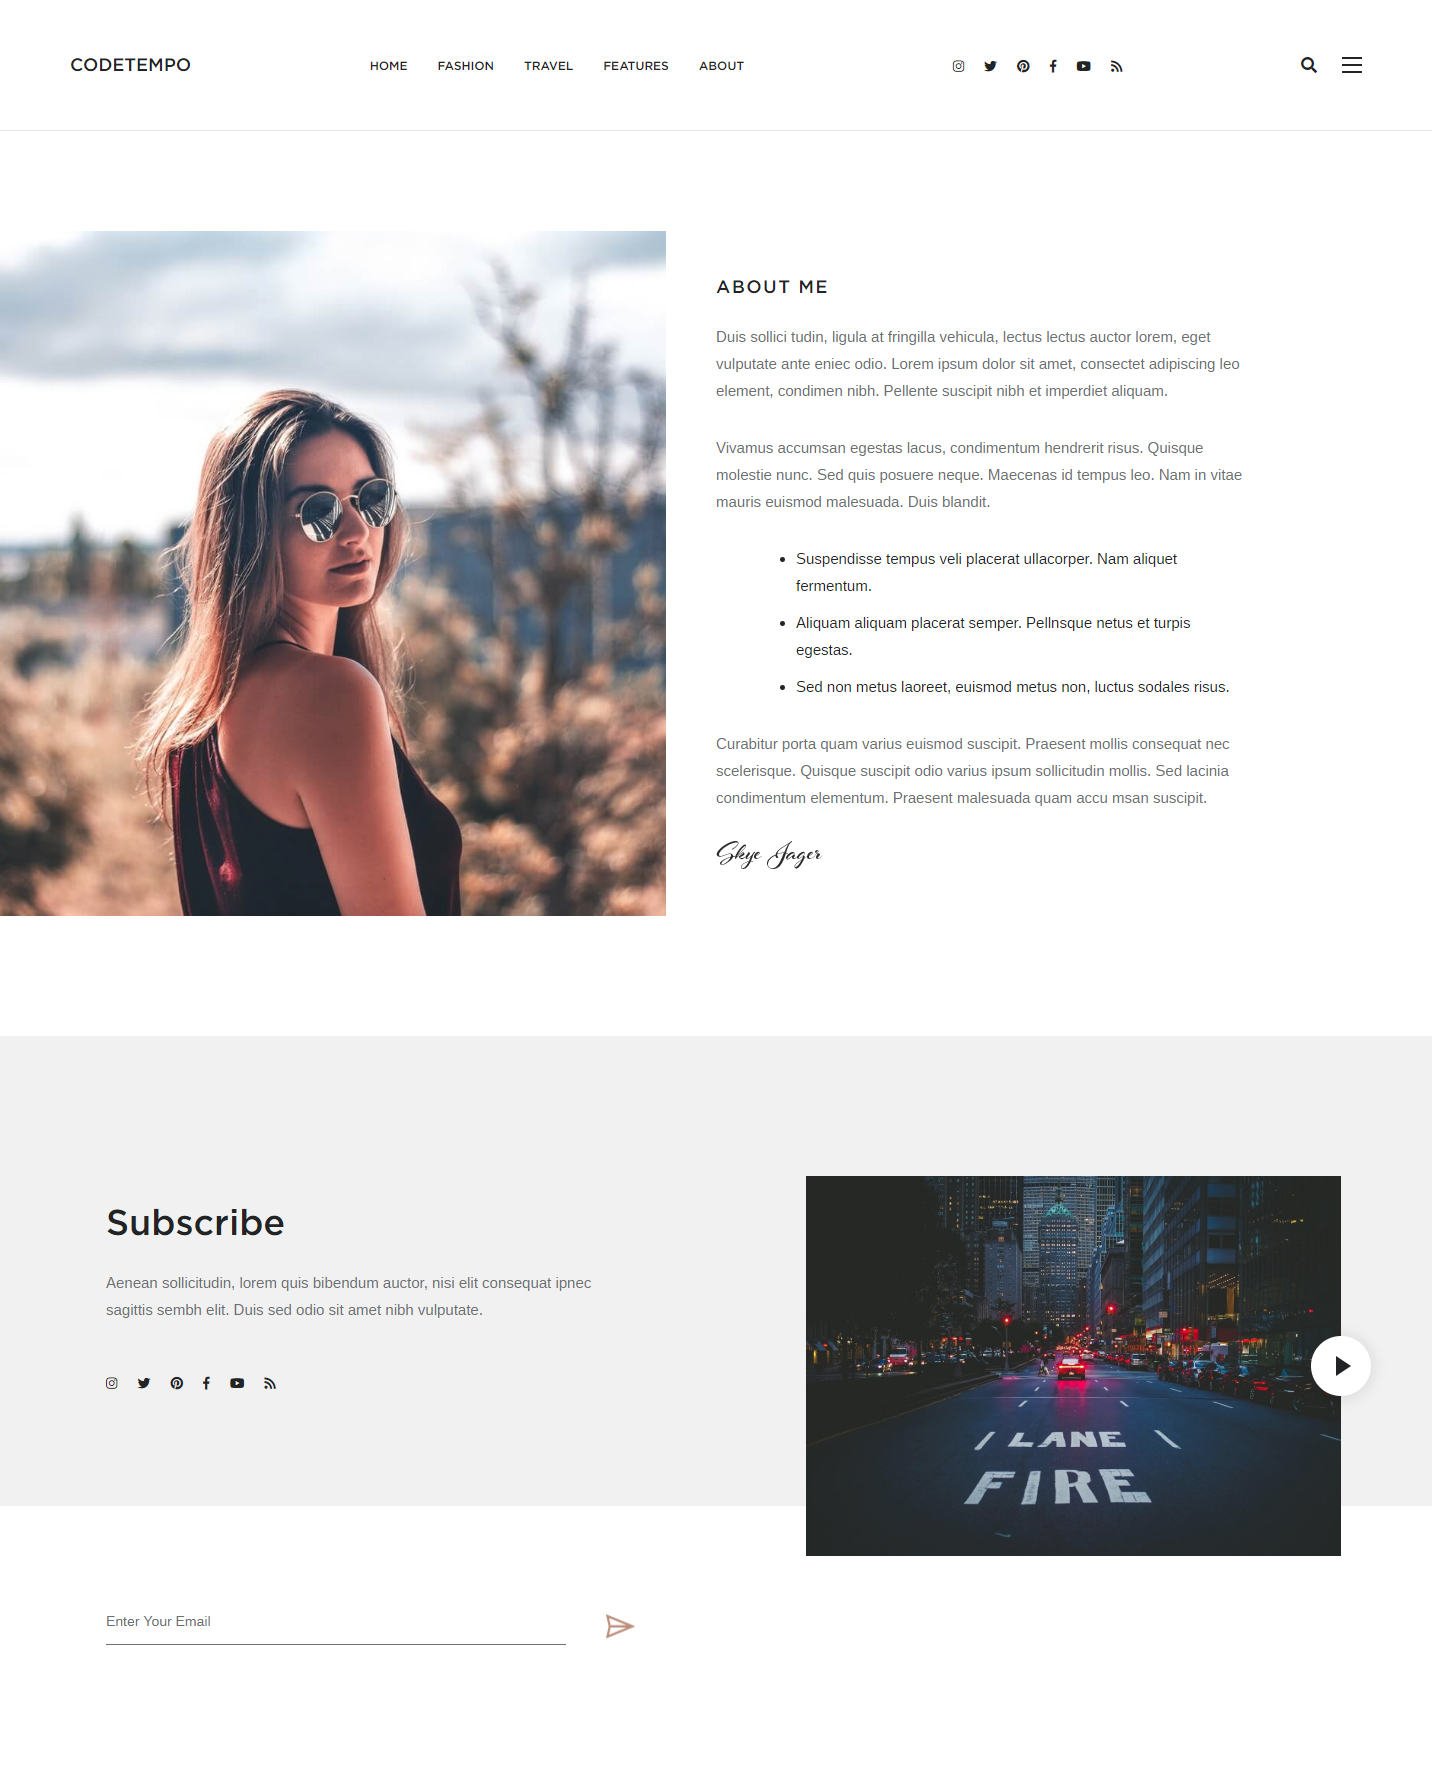 CODETEMPO
HOME FASHION TRAVEL FEATURES ABOUT
ABOUT ME
Duis sollici tudin, ligula at fringilla vehicula, lectus lectus auctor lorem, eget
vulputate ante eniec odio. Lorem ipsum dolor sit amet, consectet adipiscing leo
element, condimen nibh. Pellente suscipit nibh et imperdiet aliquam.
Vivamus accumsan egestas lacus, condimentum hendrerit risus. Quisque
molestie nunc. Sed quis posuere neque. Maecenas id tempus leo. Nam in vitae
mauris euismod malesuada. Duis blandit.
• Suspendisse tempus veli placerat ullacorper. Nam aliquet
fermentum.
• Aliquam aliquam placerat semper. Pellnsque netus et turpis
egestas.
• Sed non metus laoreet, euismod metus non, luctus sodales risus.
Curabitur porta quam varius euismod suscipit. Praesent mollis consequat nec
scelerisque. Quisque suscipit odio varius ipsum sollicitudin mollis. Sed lacinia
condimentum elementum. Praesent malesuada quam accu msan suscipit.
Skye Jager
Subscribe
Aenean sollicitudin, lorem quis bibendum auctor, nisi elit consequat ipnec
sagittis sembh elit. Duis sed odio sit amet nibh vulputate.
LANE
FIRE
Enter Your Email